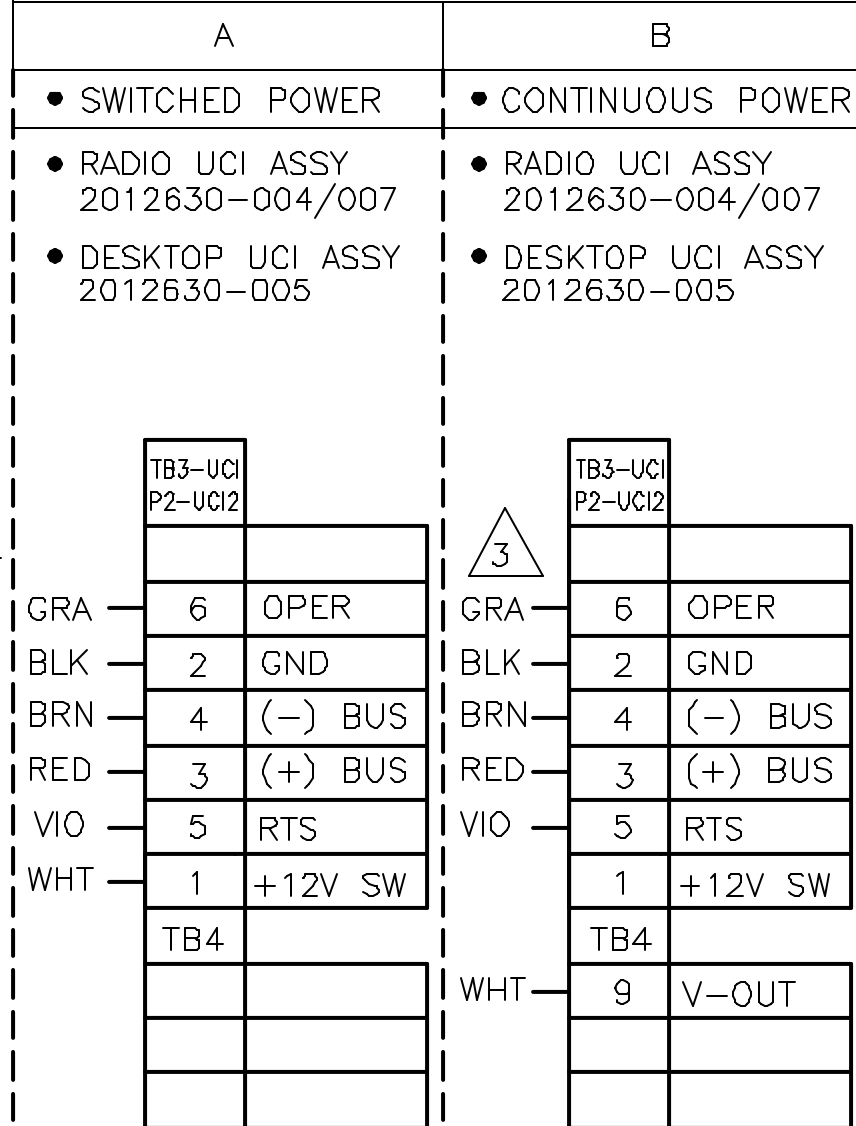 A
• SWITCHED POWER
• RADIO UCI ASSY
2012630-004/007
• DESKTOP UCI ASSY
2012630-005
TB3-UCI
P2-UCI2
GRA 6 OPER
BLK 2 GND
BRN 4 (-) BUS
RED 3 (+) BUS
VIO 5 RTS
WHT 1 +12V SW
TB4
B
• CONTINUOUS POWER
• RADIO UCI ASSY
2012630-004/007
• DESKTOP UCI ASSY
2012630-005
TB3-UCI
P2-UCI2
3
GRA 6 OPER
BLK 2 GND
BRN 4 (-) BUS
RED 3 (+) BUS
VIO 5 RTS
1 +12V SW
TB4
WHT 9 V-OUT